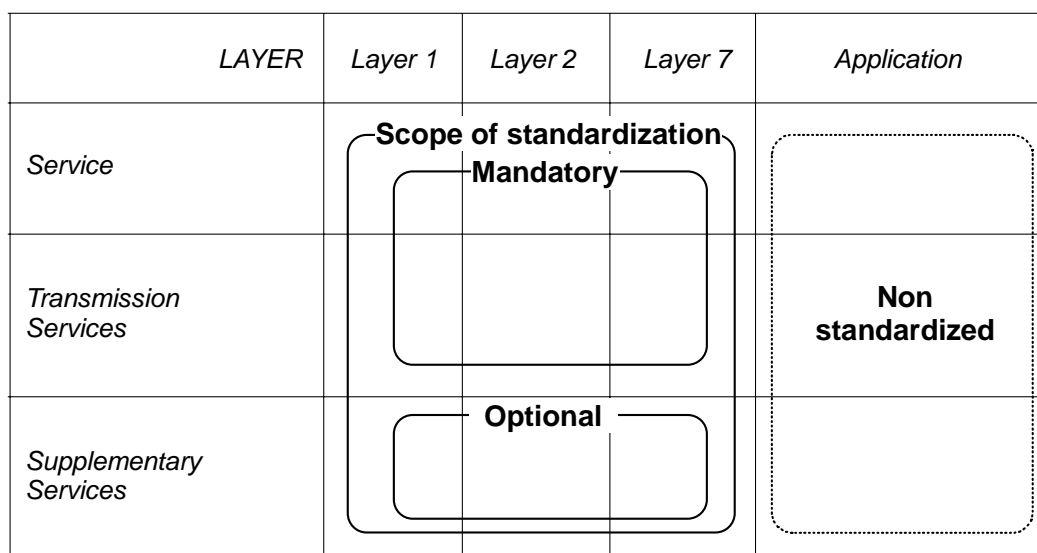 LAYER
Layer 1
Layer 2
Layer 7
Application
Scope of standardization
Service
Mandatory
Transmission
Services
Non
standardized
Optional
Supplementary
Services